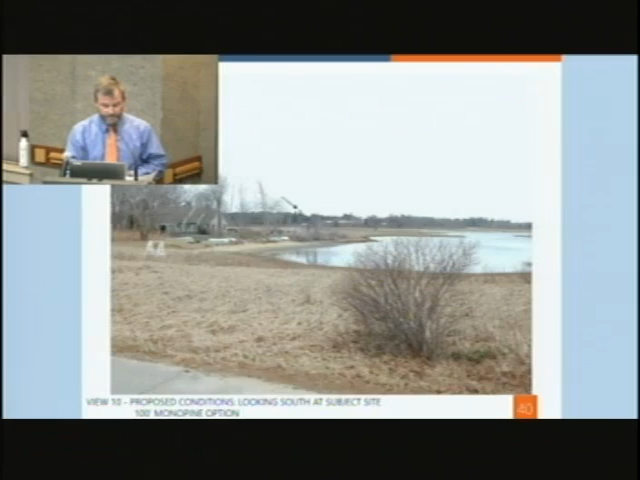 VIEW 10 - PROPOSED CONDITIONS: LOOKING SOUTH AT SUBJECT SITE
100' MONOPINE OPTION
40